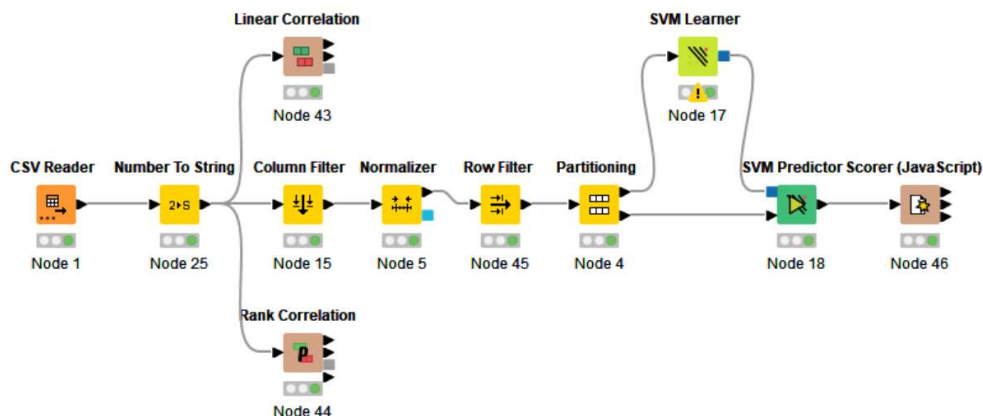 Linear Correlation
SVM Learner
Node 43
Node 17
CSV Reader
Number To String
Column Filter
Normalizer
Row Filter
Partitioning
SVM Predictor
Scorer (JavaScript)
2▸S
Node 1
Node 25
Node 15
Node 5
Node 45
Node 4
Node 18
Node 46
Rank Correlation
ρ
Node 44